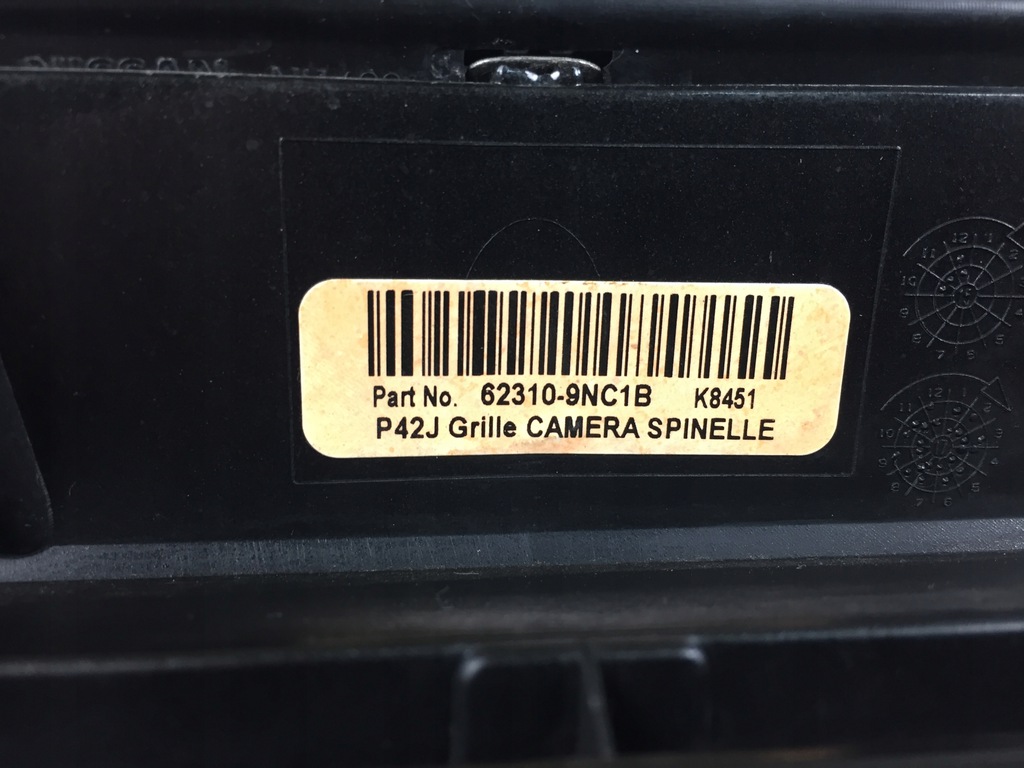 Part No. 62310-9NC1B K8451
P42J Grille CAMERA SPINELLE